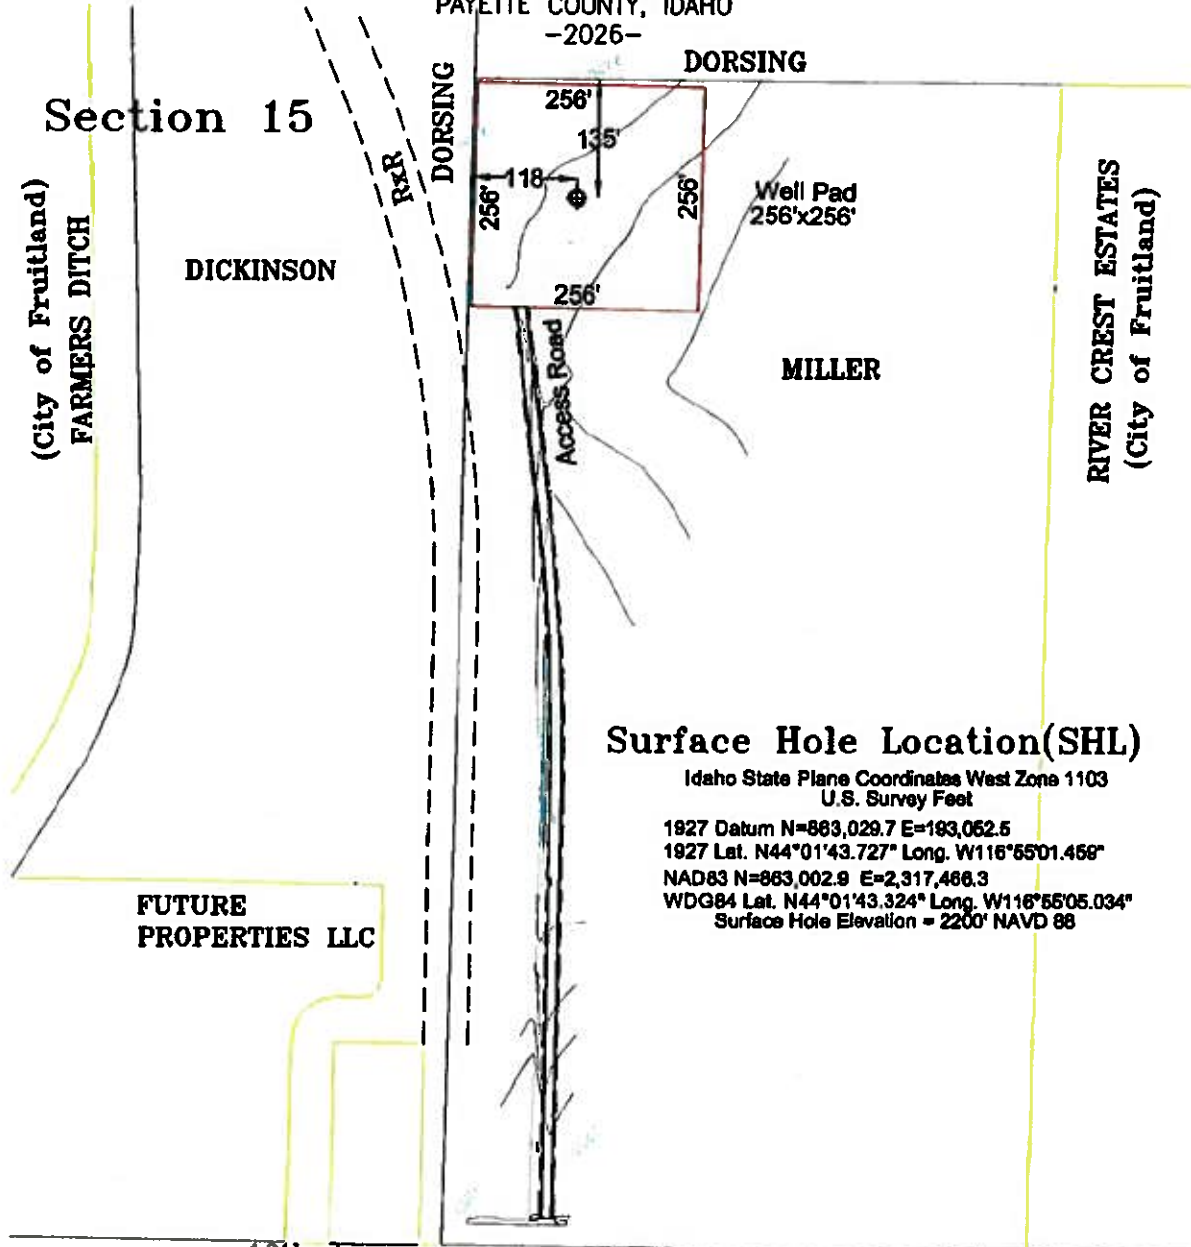 PAYETTE COUNTY, IDAHO
-2026-
DORSING
Section 15
DORSING
256'
135'
118
256'
256'
256'
RxR
Well Pad
256'x256'
(City of Fruitland)
FARMERS DITCH
DICKINSON
RIVER CREST ESTATES
(City of Fruitland)
Access Road
MILLER
Surface Hole Location(SHL)
Idaho State Plane Coordinates West Zone 1103
U.S. Survey Feet
1927 Datum N=863,029.7 E=193,052.5
1927 Lat. N44°01'43.727" Long. W116°55'01.459"
NAD83 N=863,002.9 E=2,317,466.3
WDG84 Lat. N44°01'43.324" Long. W116°55'05.034"
Surface Hole Elevation = 2200' NAVD 88
FUTURE
PROPERTIES LLC